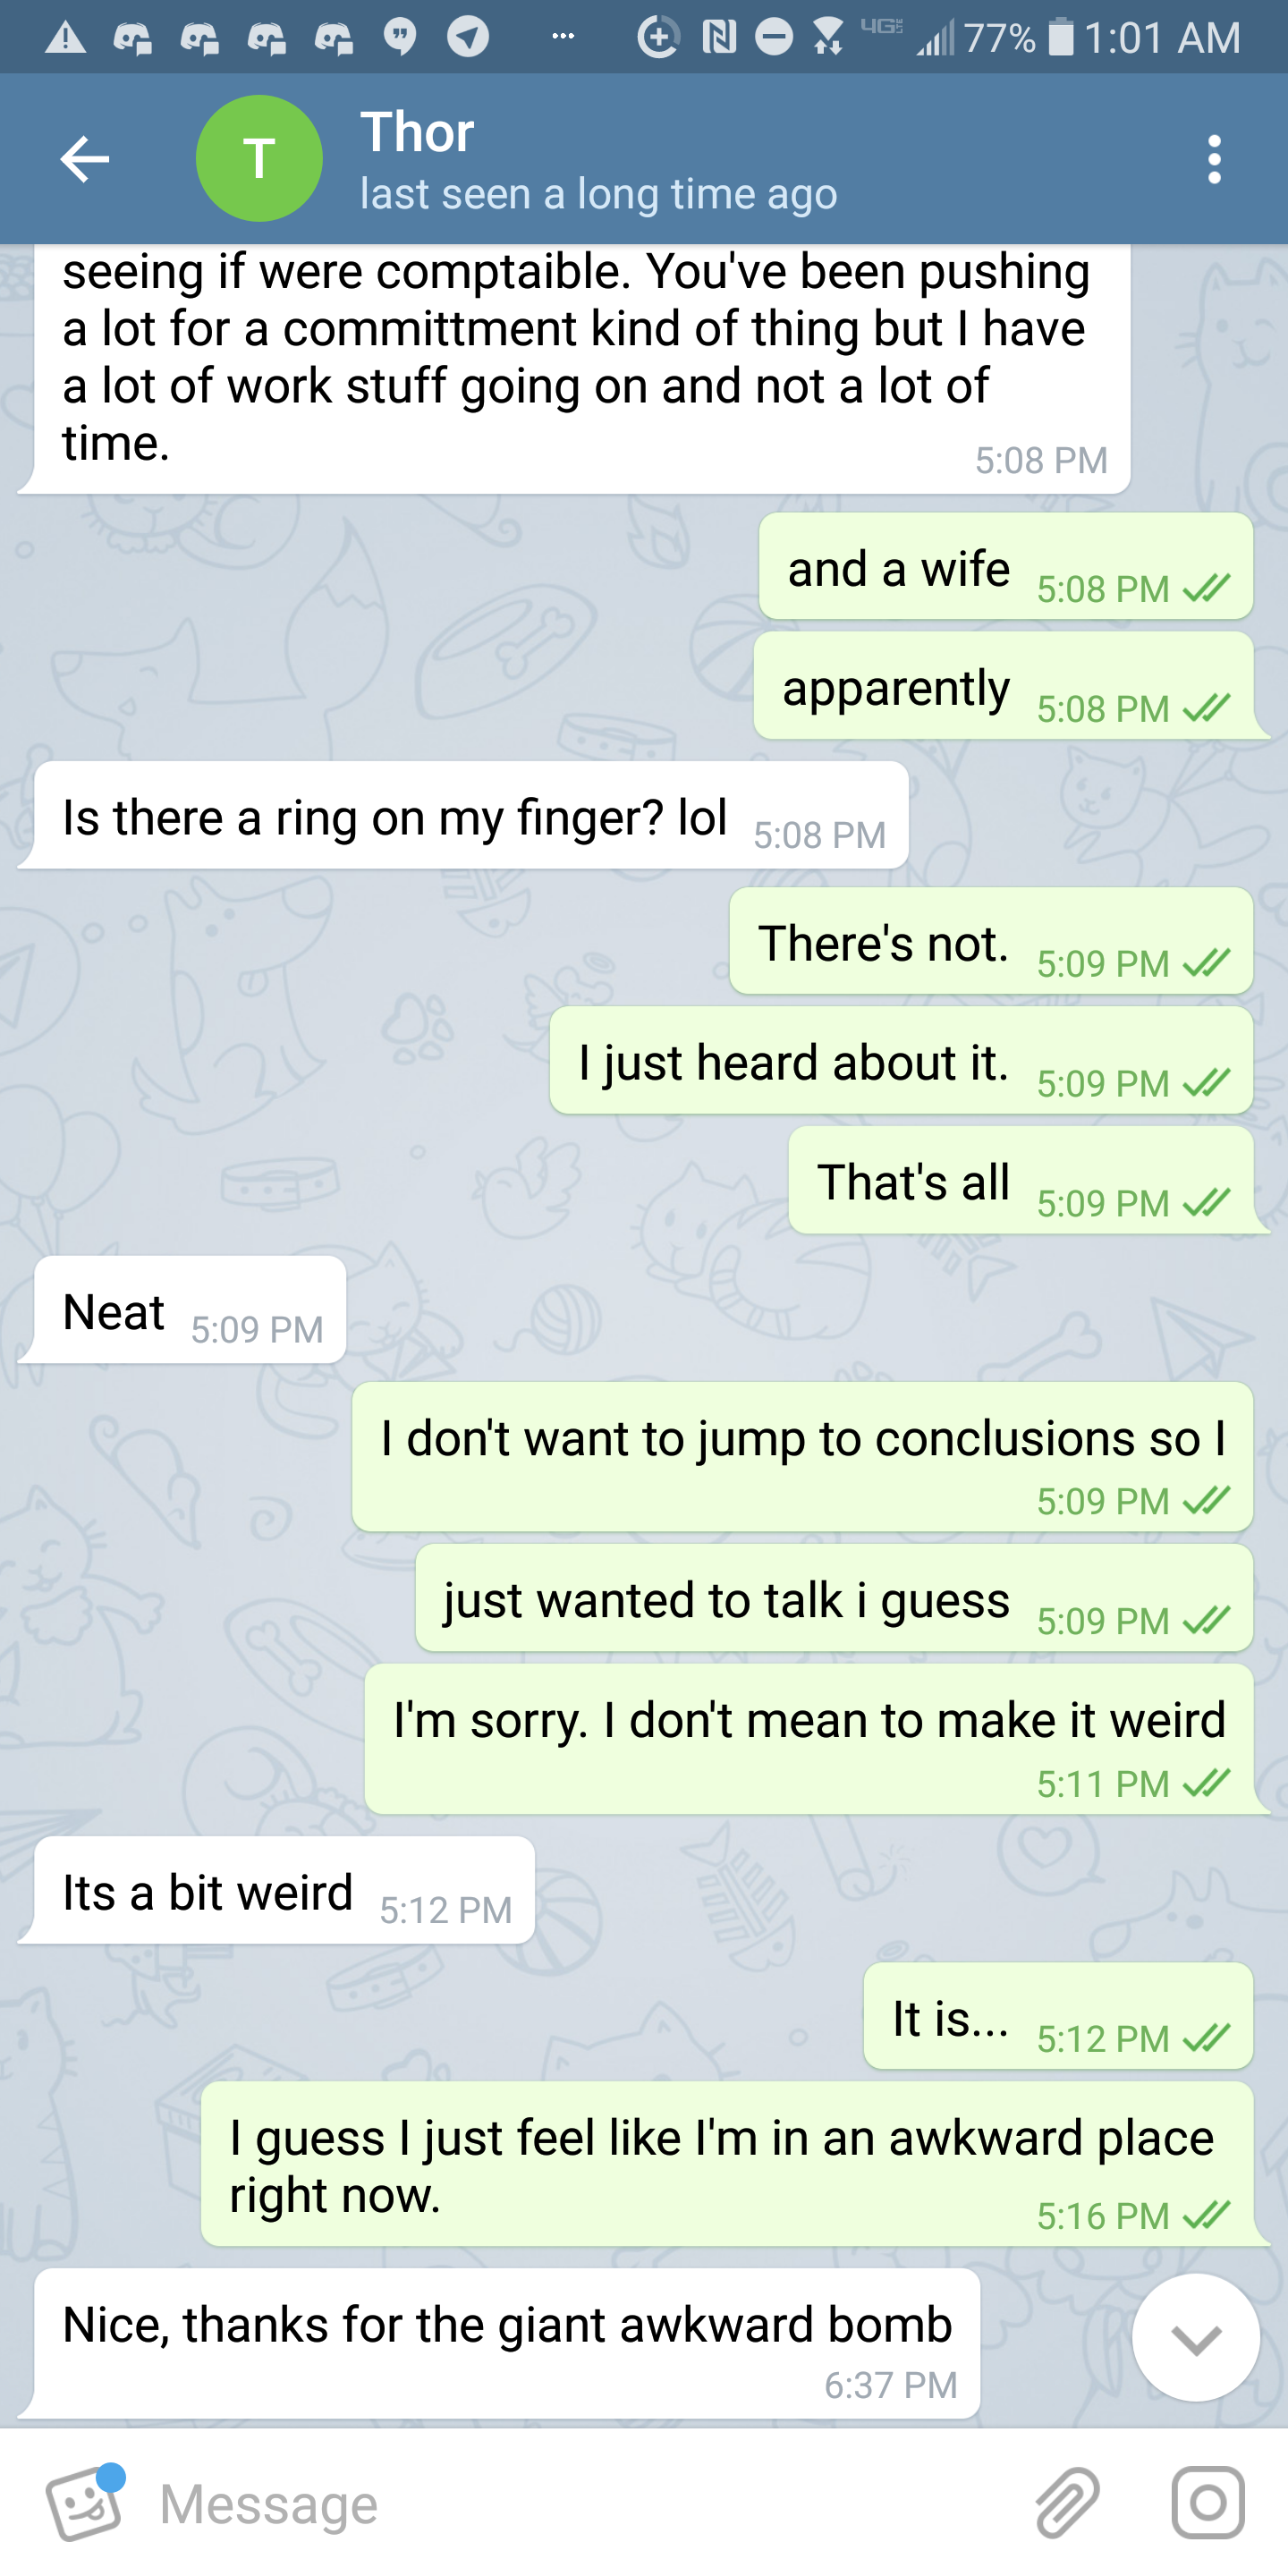 4G
77% 1:01 AM
T
Thor
last seen a long time ago
seeing if were comptaible. You've been pushing
a lot for a committment kind of thing but I have
a lot of work stuff going on and not a lot of
time.
5:08 PM
and a wife 5:08 PM
apparently 5:08 PM
Is there a ring on my finger? lol 5:08 PM
There's not. 5:09 PM
I just heard about it. 5:09 PM
That's all 5:09 PM
Neat 5:09 PM
I don't want to jump to conclusions so I
5:09 PM
just wanted to talk i guess 5:09 PM
I'm sorry. I don't mean to make it weird
5:11 PM
Its a bit weird 5:12 PM
It is... 5:12 PM
I guess I just feel like I'm in an awkward place
right now.
5:16 PM
Nice, thanks for the giant awkward bomb
6:37 PM
Message